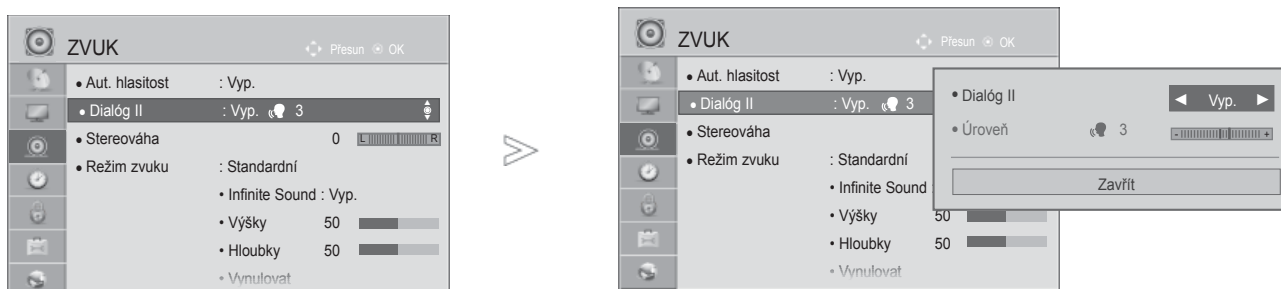 ZVUK Přesun OK
• Aut. hlasitost : Vyp.
• Dialóg II : Vyp. 3
• Stereováha 0 L R
• Režim zvuku : Standardní
• Infinite Sound : Vyp.
• Výšky 50
• Hloubky 50
• Vynulovat
ZVUK Přesun OK
• Aut. hlasitost : Vyp.
• Dialóg II : Vyp. 3
• Stereováha
• Režim zvuku : Standardní
• Infinite Sound :
• Výšky 50
• Hloubky 50
• Vynulovat
• Dialóg II ◄ Vyp. ►
• Úroveň 3 - +
Zavřít